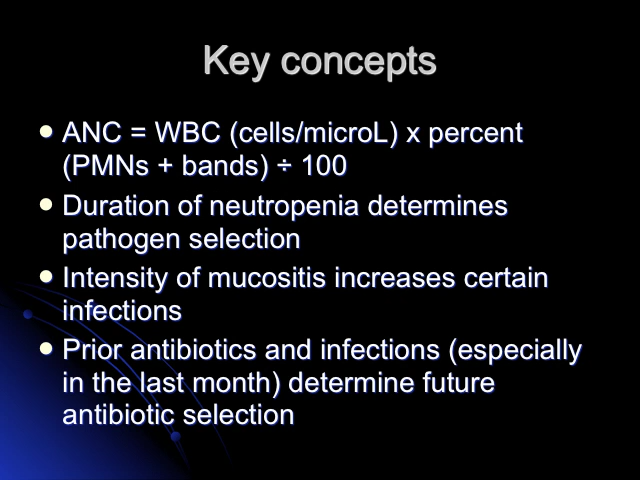 Key concepts
ANC = WBC (cells/microL) x percent
(PMNs + bands) ÷ 100
Duration of neutropenia determines
pathogen selection
Intensity of mucositis increases certain
infections
Prior antibiotics and infections (especially
in the last month) determine future
antibiotic selection